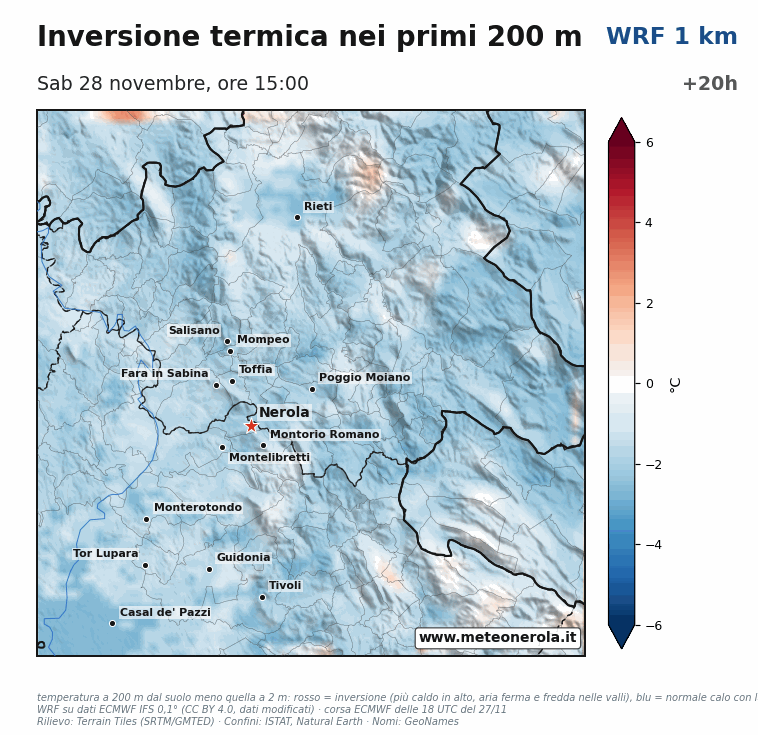 Inversione termica nei primi 200 m WRF 1 km
Sab 28 novembre, ore 15:00 +20h
Rieti
Salisano
Mompeo
Toffia
Fara in Sabina
Poggio Moiano
Nerola
Montorio Romano
Montelibretti
Monterotondo
Tor Lupara
Guidonia
Tivoli
Casal de' Pazzi
www.meteonerola.it
6
4
2
0
−2
−4
−6
°C
temperatura a 200 m dal suolo meno quella a 2 m: rosso = inversione (più caldo in alto, aria ferma e fredda nelle valli), blu = normale calo con
WRF su dati ECMWF IFS 0,1° (CC BY 4.0, dati modificati) · corsa ECMWF delle 18 UTC del 27/11
Rilievo: Terrain Tiles (SRTM/GMTED) · Confini: ISTAT, Natural Earth · Nomi: GeoNames